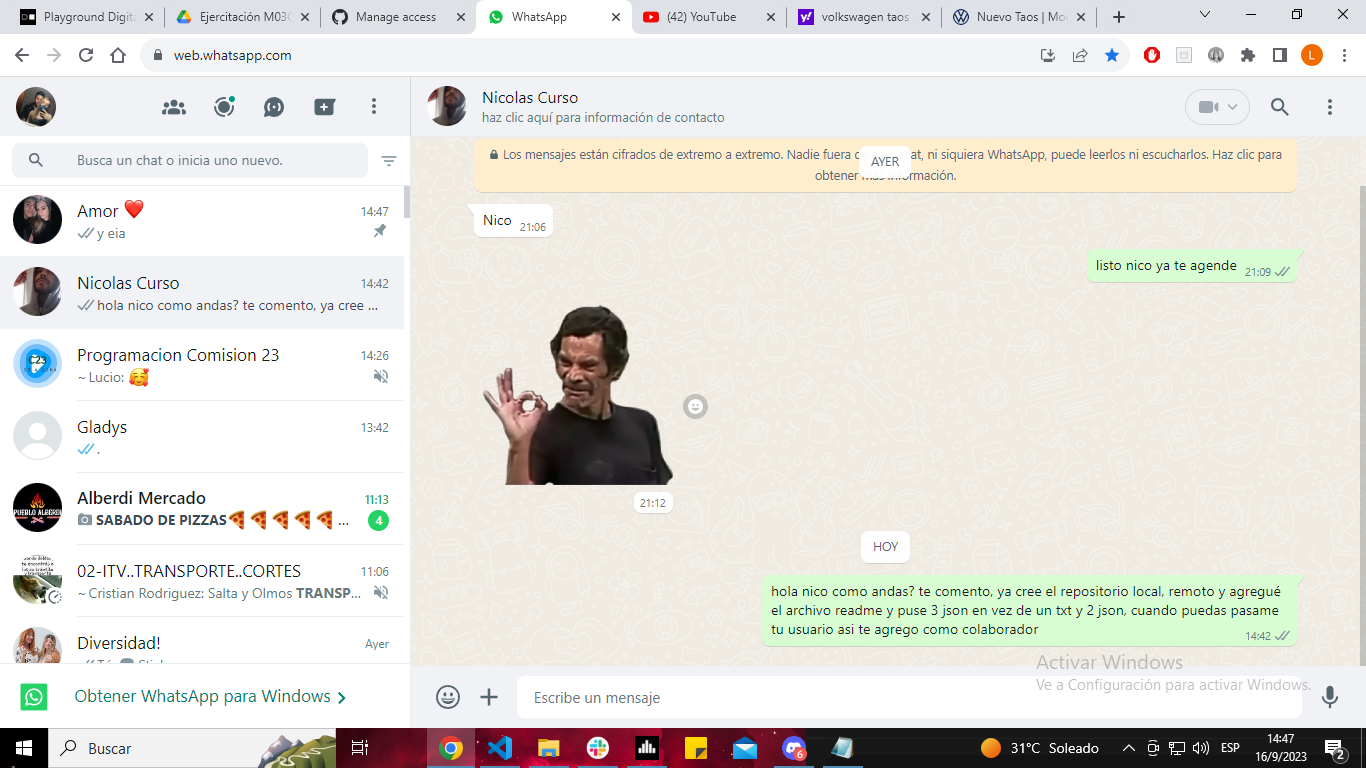 Playground Digita
Ejercitación M03C
Manage access
WhatsApp
(42) YouTube
volkswagen taos
Nuevo Taos | Mo
web.whatsapp.com
L
Nicolas Curso
haz clic aquí para información de contacto
Busca un chat o inicia uno nuevo.
Amor ❤️ 14:47
y eia
Nicolas Curso 14:42
hola nico como andas? te comento, ya cree ...
Programacion Comision 23 14:26
~ Lucio: 🥰
C23
Gladys 13:42
.
Alberdi Mercado 11:13
SABADO DE PIZZAS🍕🍕🍕🍕🍕 ... 4
PUEBLO ALBERDI
02-ITV..TRANSPORTE..CORTES 11:06
~ Cristian Rodriguez: Salta y Olmos TRANSP...
Diversidad! Ayer
Obtener WhatsApp para Windows
Los mensajes están cifrados de extremo a extremo. Nadie fuera de chat, ni siquiera WhatsApp, puede leerlos ni escucharlos. Haz clic para
obtener más información.
AYER
Nico 21:06
listo nico ya te agende 21:09
21:12
HOY
hola nico como andas? te comento, ya cree el repositorio local, remoto y agregué
el archivo readme y puse 3 json en vez de un txt y 2 json, cuando puedas pasame
tu usuario asi te agrego como colaborador 14:42
Activar Windows
Ve a Configuración para activar Windows.
Escribe un mensaje
Buscar
6
31°C Soleado
ESP
14:47
16/9/2023
2